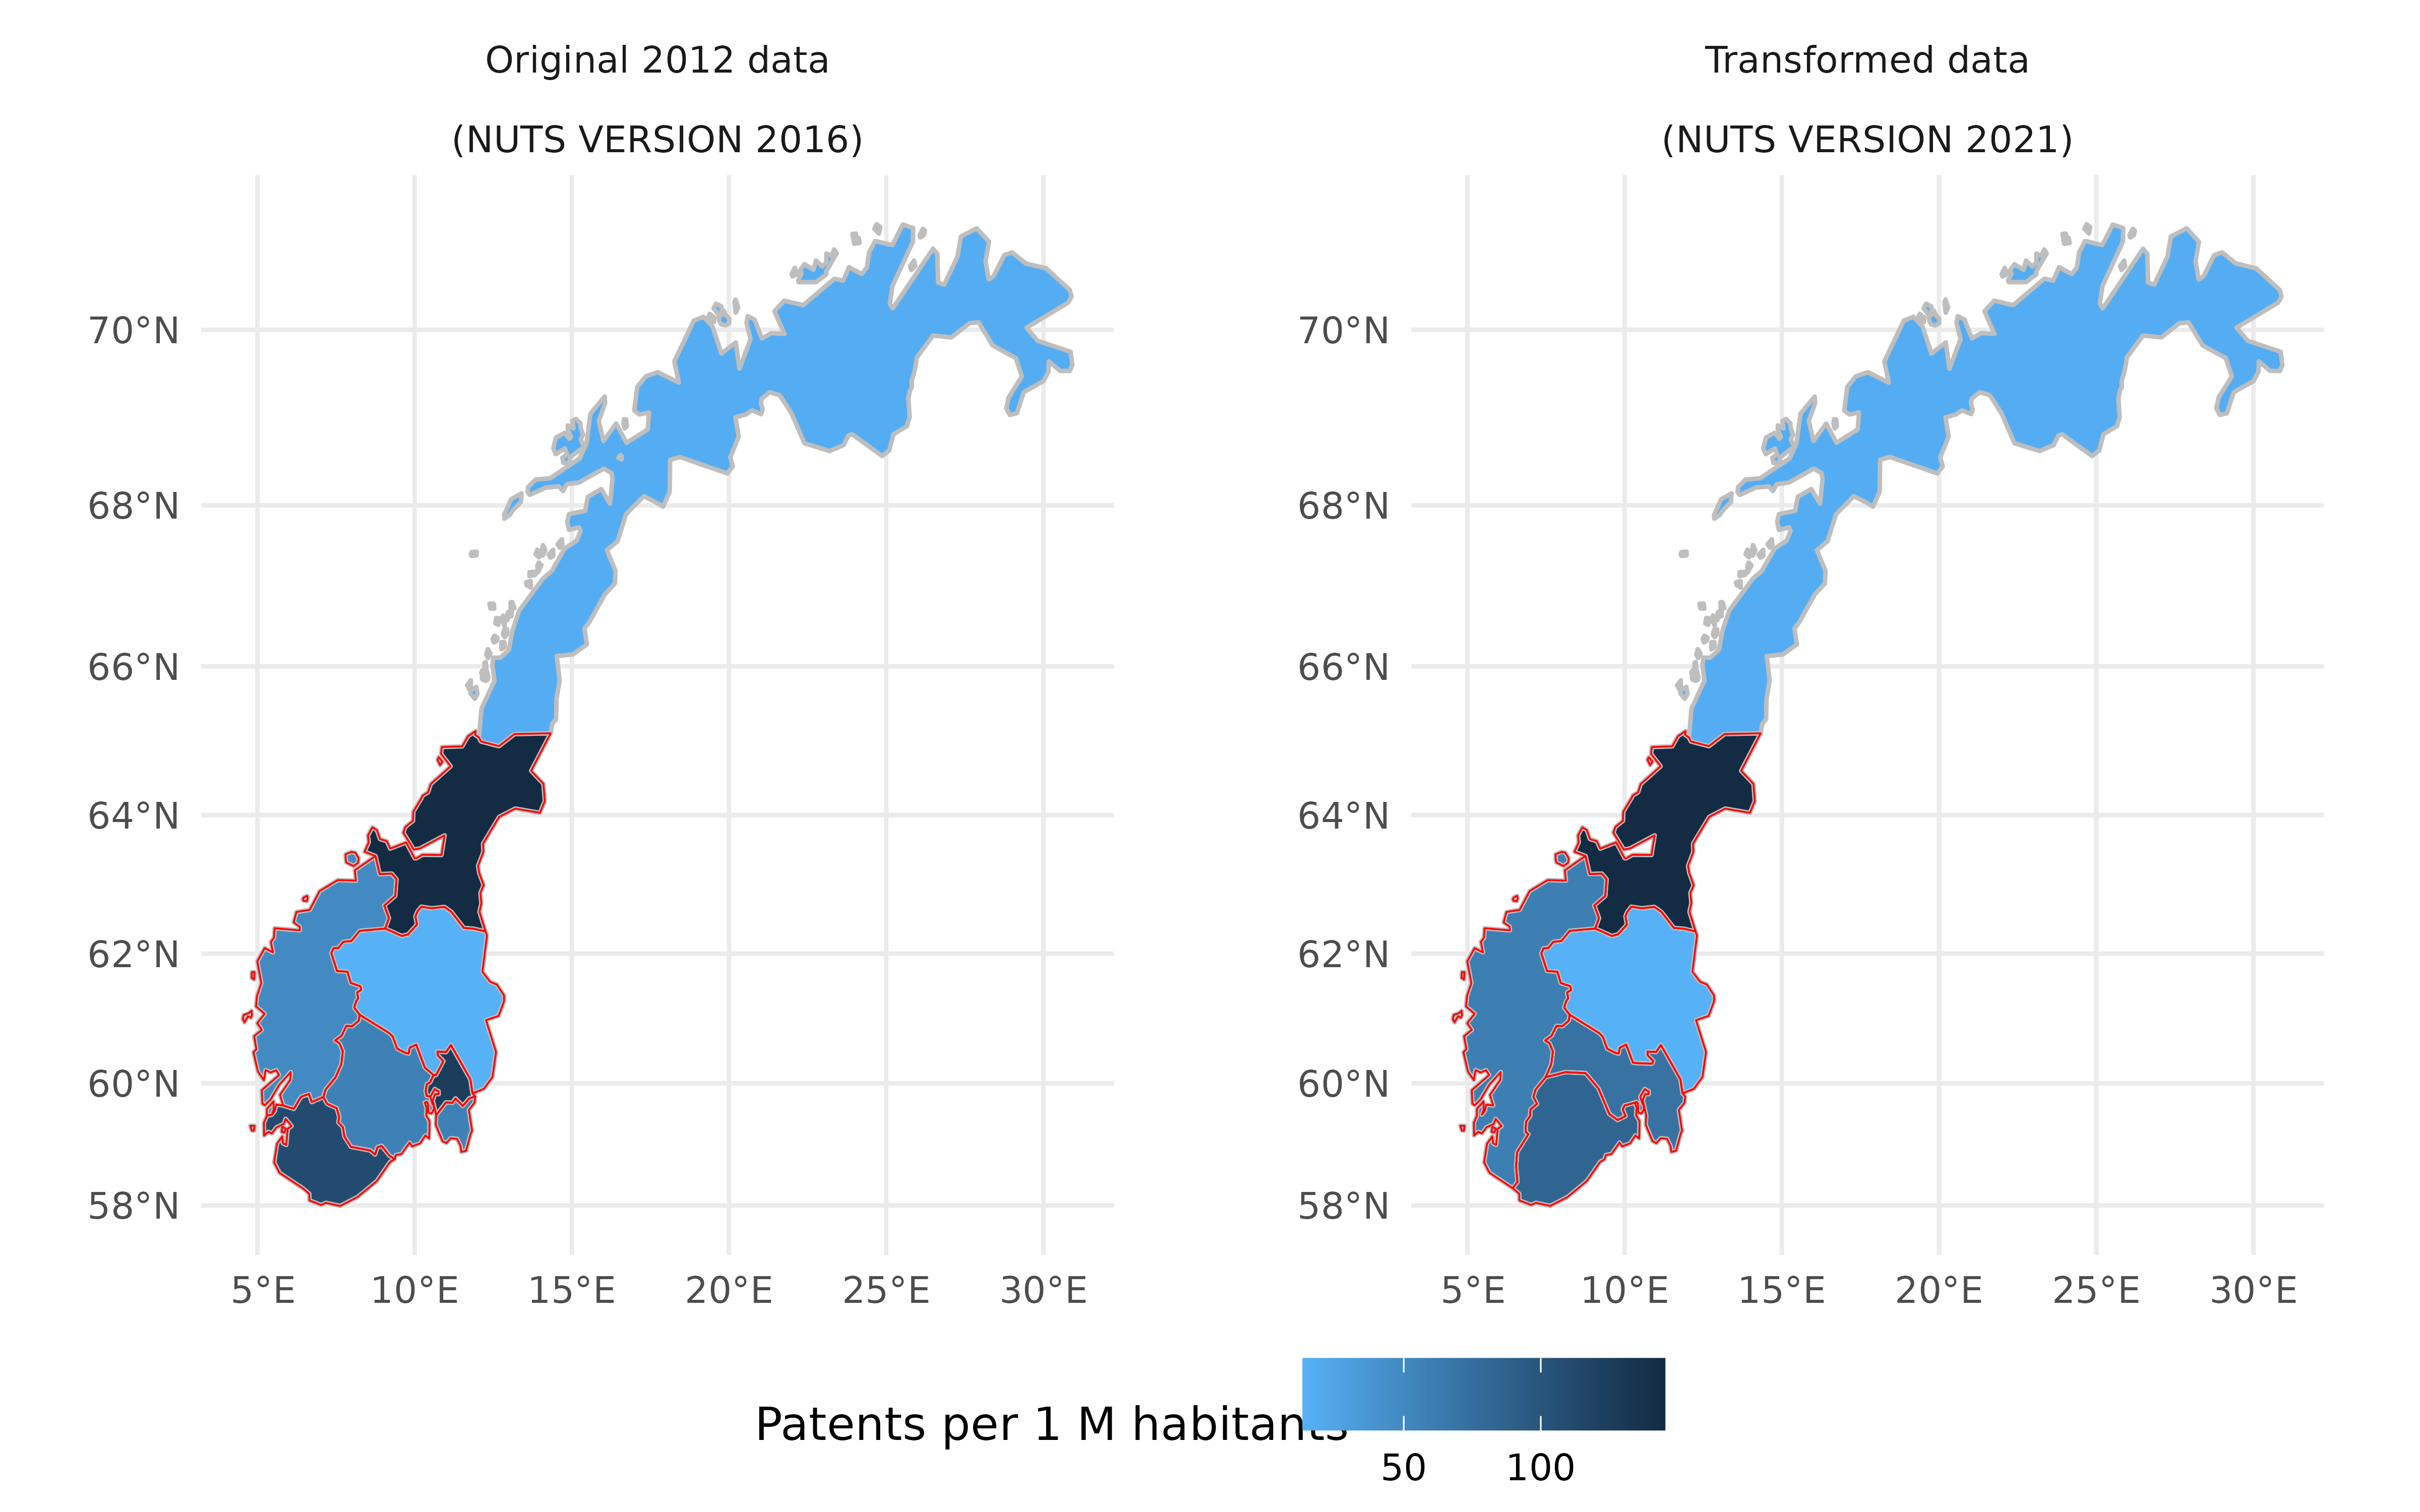 Original 2012 data
(NUTS VERSION 2016)
70°N
68°N
66°N
64°N
62°N
60°N
58°N
5°E 10°E 15°E 20°E 25°E 30°E
Transformed data
(NUTS VERSION 2021)
70°N
68°N
66°N
64°N
62°N
60°N
58°N
5°E 10°E 15°E 20°E 25°E 30°E
Patents per 1 M habitants
50 100